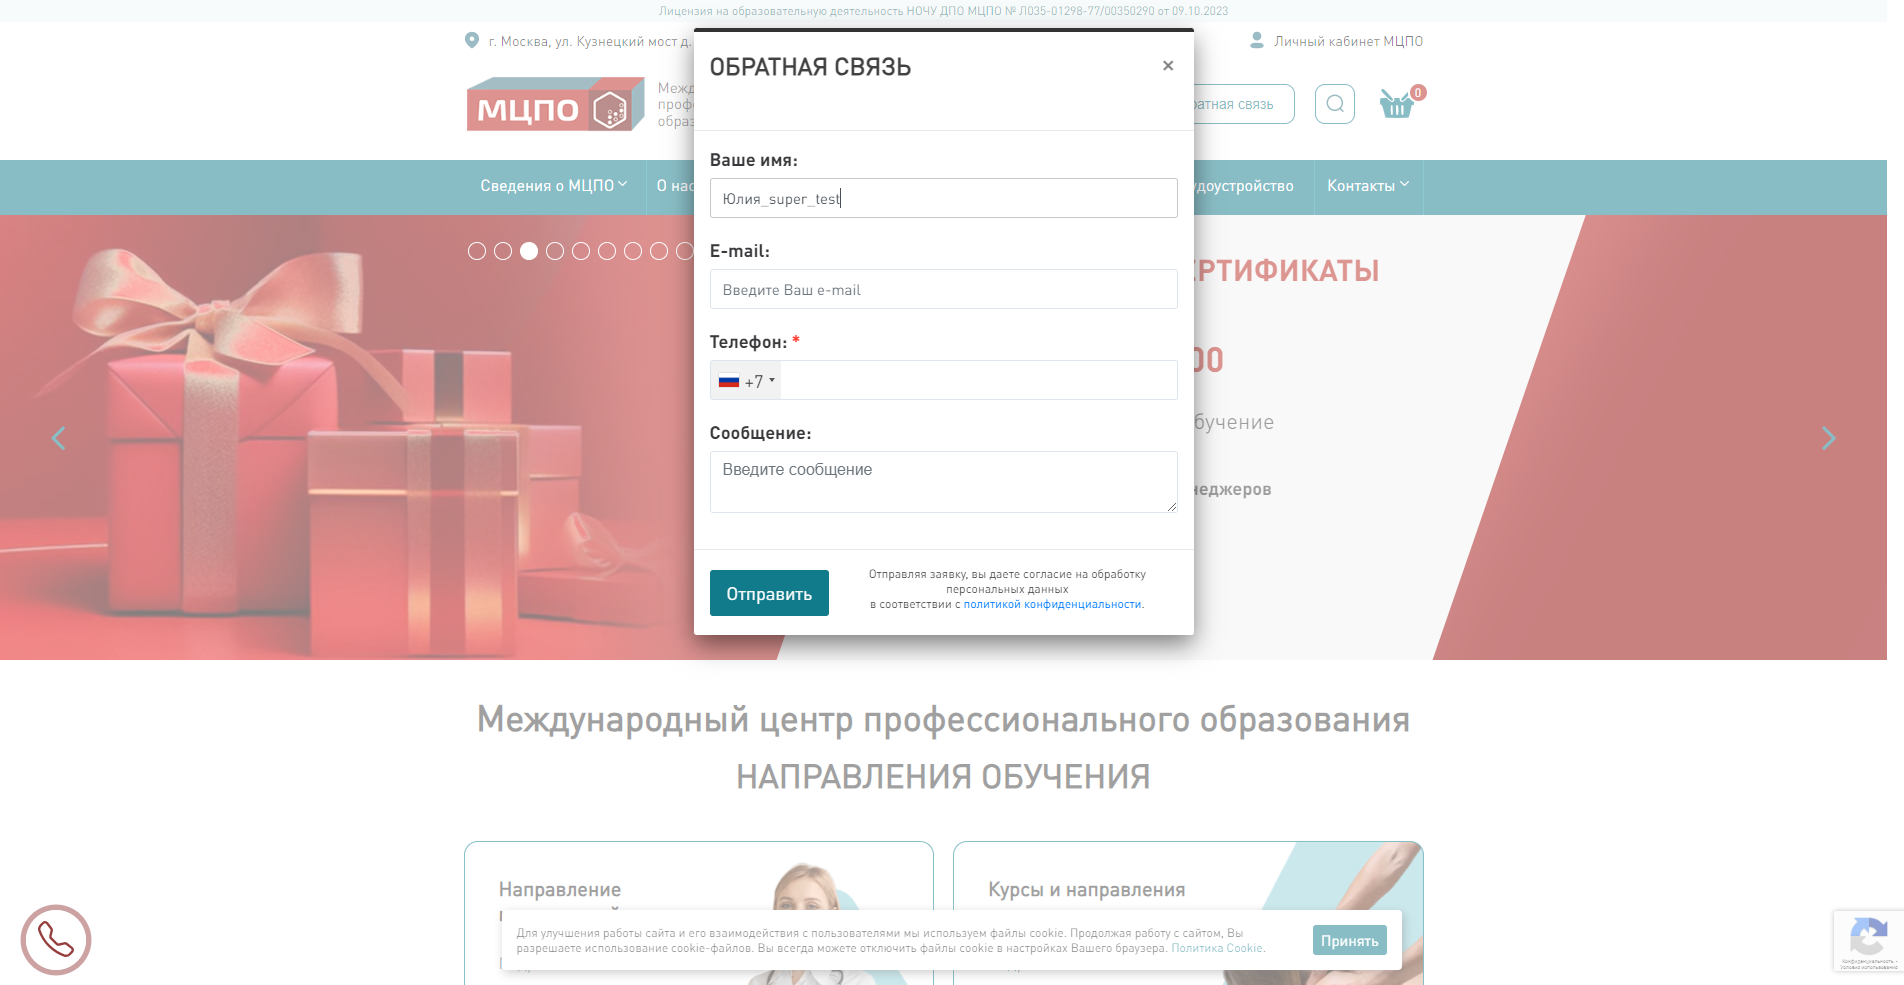 Лицензия на образовательную деятельность НОЧУ ДПО МЦПО № Л035-01298-77/00350290 от 09.10.2023
г. Москва, ул. Кузнецкий мост д.
Личный кабинет МЦПО
МЦПО
ратная связь
0
Сведения о МЦПО
О нас
удоустройство
Контакты
ЕРТИФИКАТЫ
00
бучение
неджеров
ОБРАТНАЯ СВЯЗЬ
×
Ваше имя:
Юлия_super_test
E-mail:
Введите Ваш e-mail
Телефон: *
+7
Сообщение:
Введите сообщение
Отправить
Отправляя заявку, вы даете согласие на обработку
персональных данных
в соответствии с политикой конфиденциальности.
Международный центр профессионального образования
НАПРАВЛЕНИЯ ОБУЧЕНИЯ
Направление
Курсы и направления
Для улучшения работы сайта и его взаимодействия с пользователями мы используем файлы cookie. Продолжая работу с сайтом, Вы
разрешаете использование cookie-файлов. Вы всегда можете отключить файлы cookie в настройках Вашего браузера. Политика Cookie.
Принять
Конфиденциальность -
Условия использования